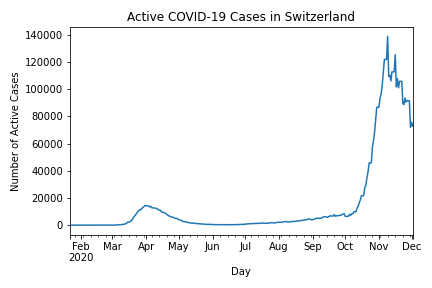 Active COVID-19 Cases in Switzerland
Number of Active Cases
140000
120000
100000
80000
60000
40000
20000
0
Feb Mar Apr May Jun Jul Aug Sep Oct Nov Dec
2020
Day